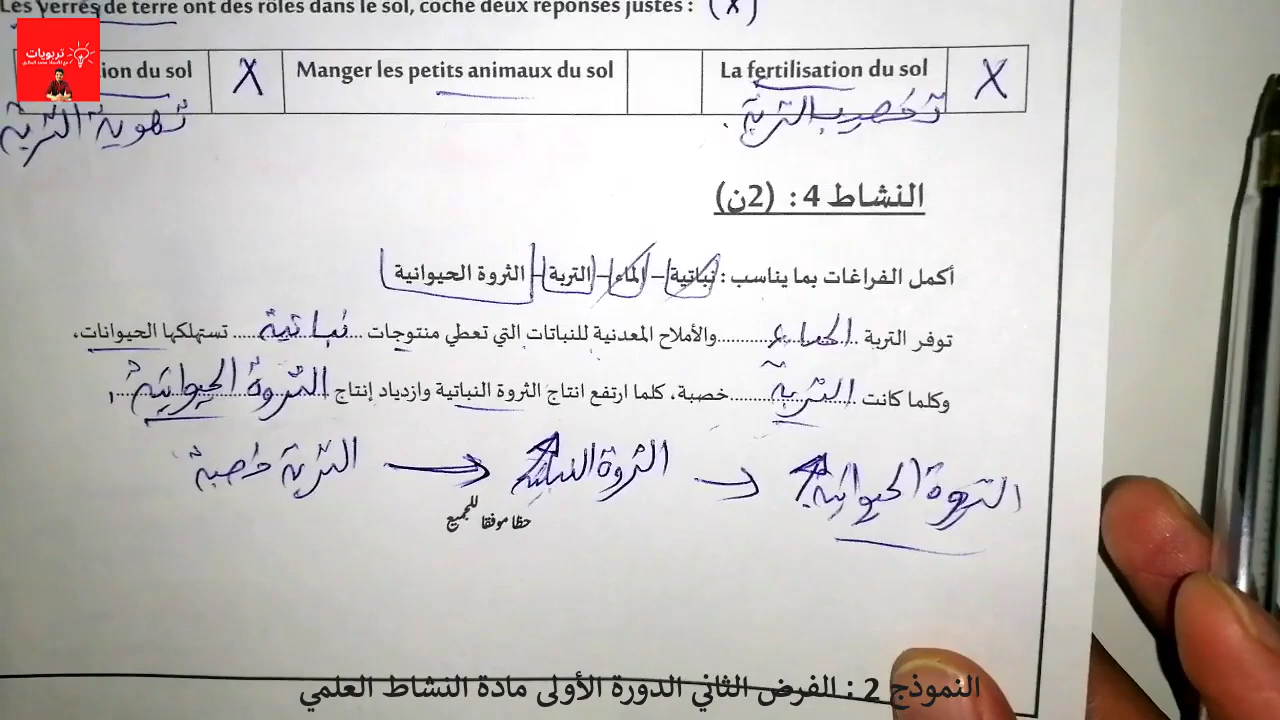 Les verres de terre ont des rôles dans le sol, coche deux réponses justes : (X)
تربويات
ion du sol X Manger les petits animaux du sol La fertilisation du sol X
تهوية التربة تخصيب التربة
النشاط 4 : (2ن)
أكمل الفراغات بما يناسب : نباتية – الماء – التربة – الثروة الحيوانية
توفر التربة الماء والأملاح المعدنية للنباتات التي تعطي منتوجات نباتية تستهلكها الحيوانات،
وكلما كانت التربة خصبة، كلما ارتفع انتاج الثروة النباتية وازدياد إنتاج الثروة الحيوانية.
التربة خصبة → الثروة النباتية → الثروة الحيوانية
حظا موفقا للجميع
النموذج 2 : الفرض الثاني الدورة الأولى مادة النشاط العلمي